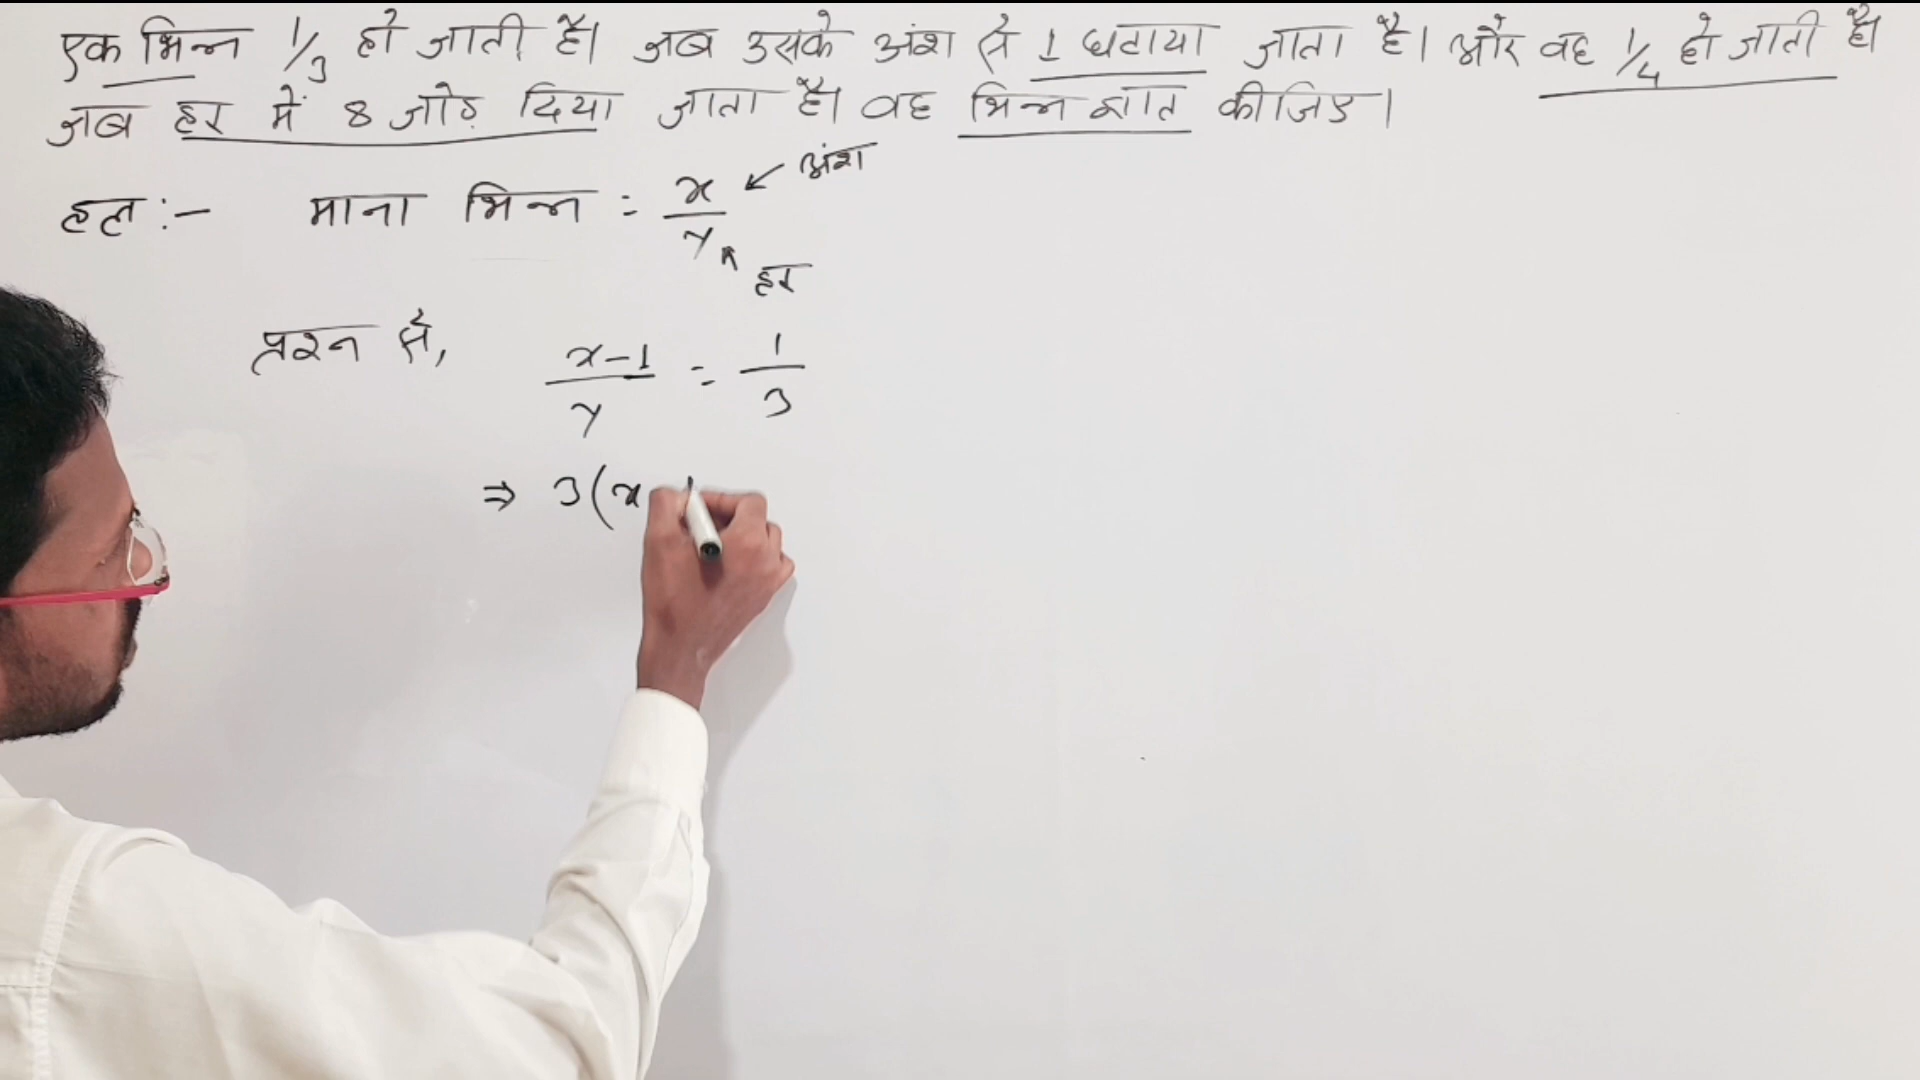 एक भिन्न 1/3 हो जाती है। जब उसके अंश से 1 घटाया जाता है। और वह 1/4 हो जाती है।
जब हर में 8 जोड़ दिया जाता है। वह भिन्न ज्ञात कीजिए।
हल :- माना भिन्न = x/y ← अंश
हर
प्रश्न से, (x-1)/y = 1/3
⇒ 3(x